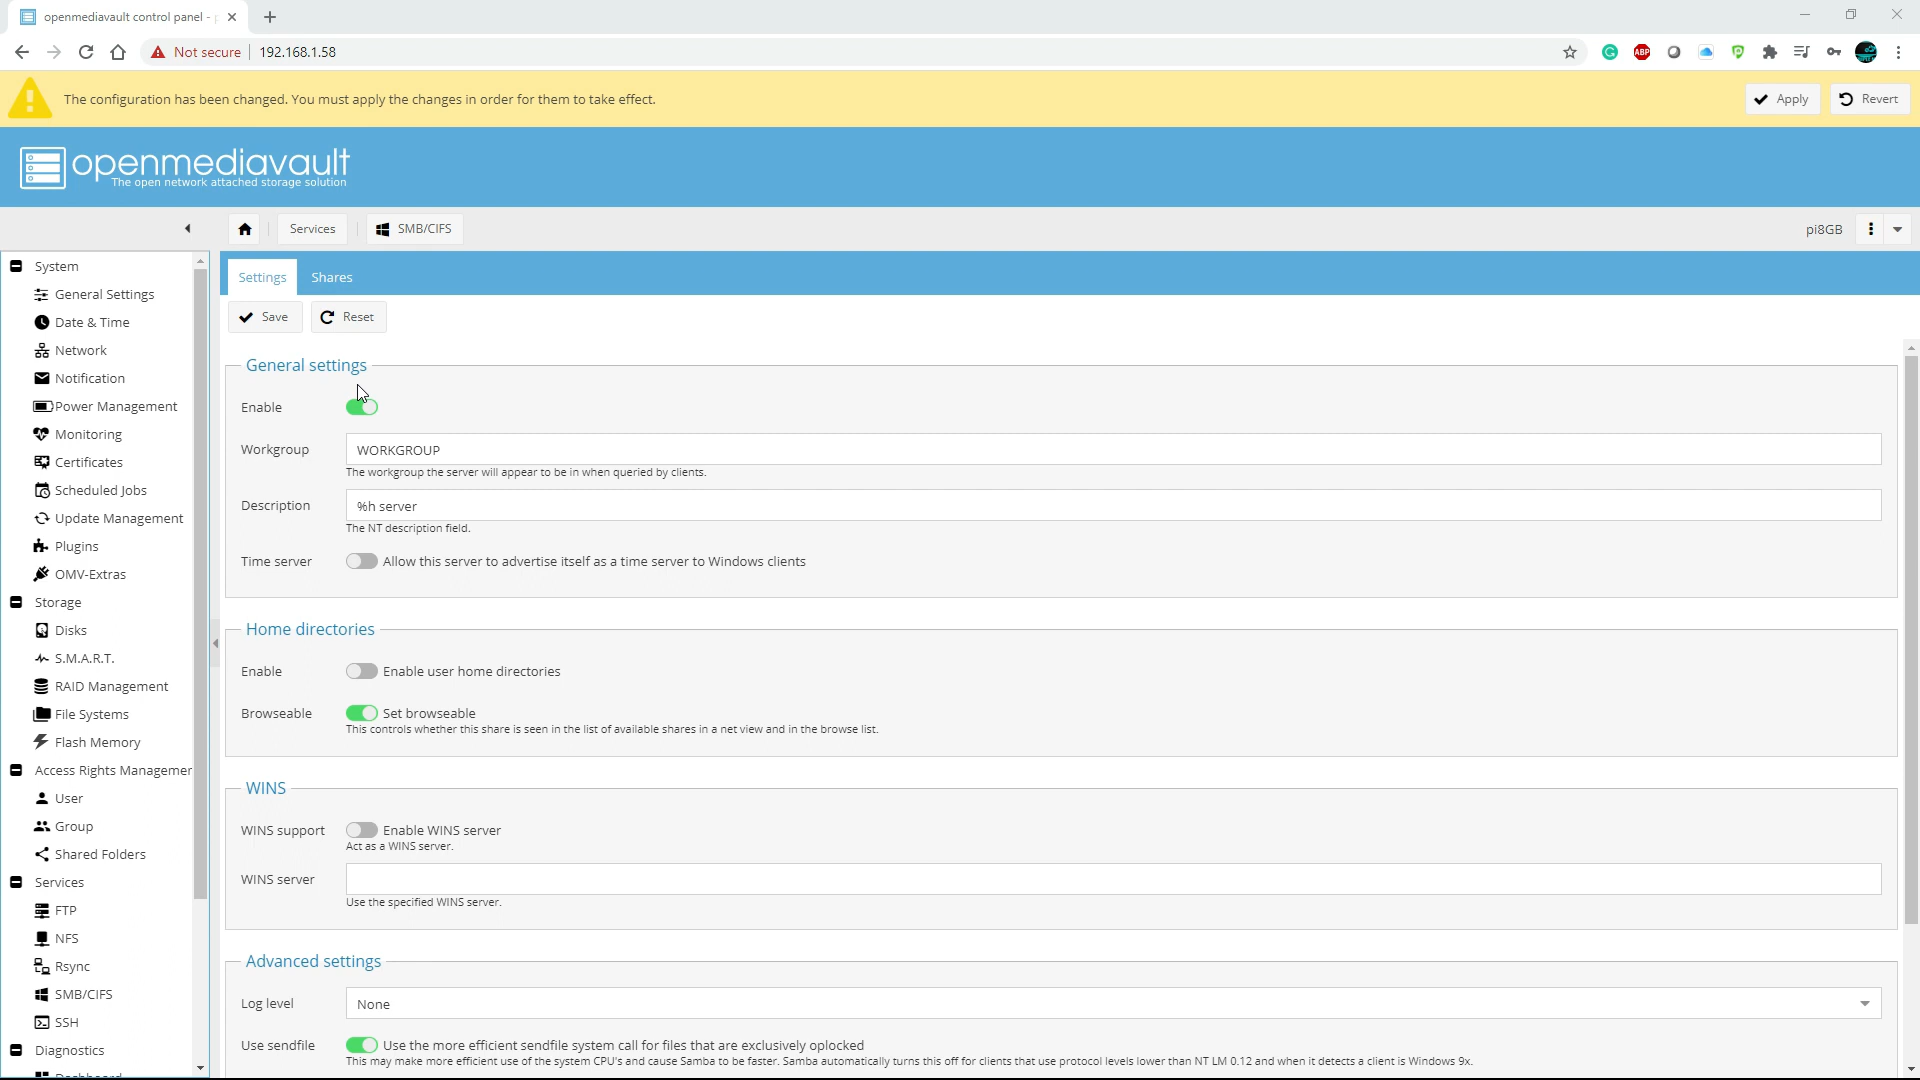 openmediavault control panel -
Not secure
192.168.1.58
ABP
The configuration has been changed. You must apply the changes in order for them to take effect.
Apply
Revert
openmediavault
The open network attached storage solution
Services
SMB/CIFS
pi8GB
System
General Settings
Date & Time
Network
Notification
Power Management
Monitoring
Certificates
Scheduled Jobs
Update Management
Plugins
OMV-Extras
Storage
Disks
S.M.A.R.T.
RAID Management
File Systems
Flash Memory
Access Rights Managemen
User
Group
Shared Folders
Services
FTP
NFS
Rsync
SMB/CIFS
SSH
Diagnostics
Settings
Shares
Save
Reset
General settings
Enable
Workgroup
WORKGROUP
The workgroup the server will appear to be in when queried by clients.
Description
%h server
The NT description field.
Time server
Allow this server to advertise itself as a time server to Windows clients
Home directories
Enable
Enable user home directories
Browseable
Set browseable
This controls whether this share is seen in the list of available shares in a net view and in the browse list.
WINS
WINS support
Enable WINS server
Act as a WINS server.
WINS server
Use the specified WINS server.
Advanced settings
Log level
None
Use sendfile
Use the more efficient sendfile system call for files that are exclusively oplocked
This may make more efficient use of the system CPU's and cause Samba to be faster. Samba automatically turns this off for clients that use protocol levels lower than NT LM 0.12 and when it detects a client is Windows 9x.